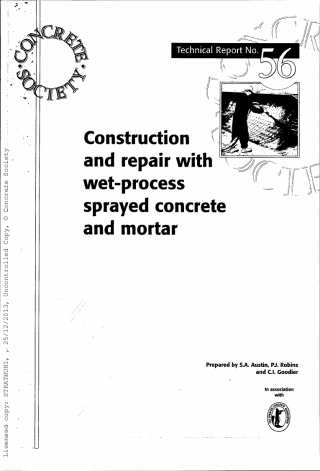 CONCRETE
SOCIETY
Technical Report No.
56
Construction
and repair with
wet-process
sprayed concrete
and mortar
Prepared by S.A. Austin, P.J. Robins
and C.I. Goodier
In association
with
Licensed copy: STRATHUNI, , 25/12/2013, Uncontrolled Copy, © Concrete Society